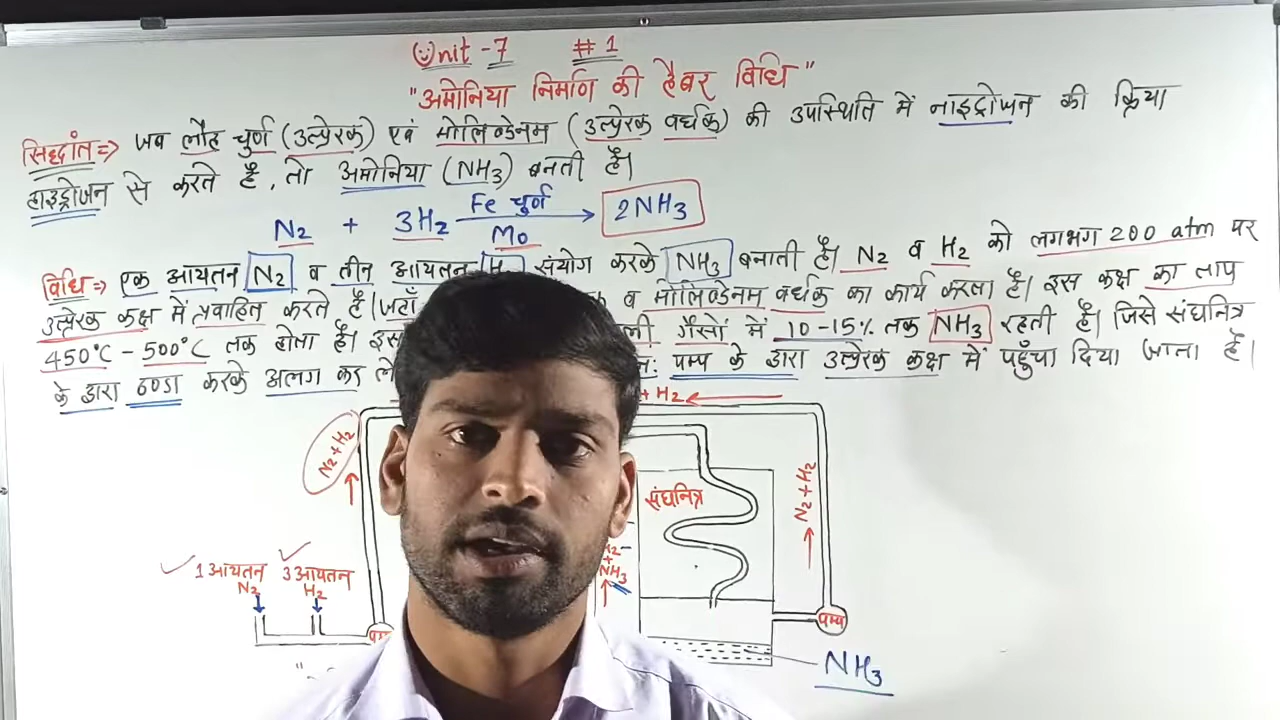 Unit -7 #1
"अमोनिया निर्माण की हैबर विधि"
सिद्धांत=> जब लौह चुर्ण (उत्प्रेरक) एवं मोलिब्डेनम (उत्प्रेरक वर्धक) की उपस्थिति में नाइट्रोजन की क्रिया
हाइड्रोजन से करते है, तो अमोनिया (NH3) बनती है।
N2 + 3H2 Fe चुर्ण Mo 2NH3
विधि=> एक आयतन N2 व तीन आयतन H संयोग करके NH3 बनाती है। N2 व H2 को लगभग 200 atm पर
उत्प्रेरक कक्ष में प्रवाहित करते है।(जहाँ व मोलिब्डेनम वर्धक का कार्य करता है। इस कक्ष का ताप
450°C - 500°C तक होता है। इस ली गैसों में 10-15% तक NH3 रहती है। जिसे संघनित्र
के द्वारा ठण्डा करके अलग कर ले पम्प के द्वारा उत्प्रेरक कक्ष में पहुँचा दिया जाता है।
+ H2
N2+H2
संघनित्र
N2+H2
1 आयतन N2
3 आयतन H2
H2 + NH3
पम्प
पम्प
NH3